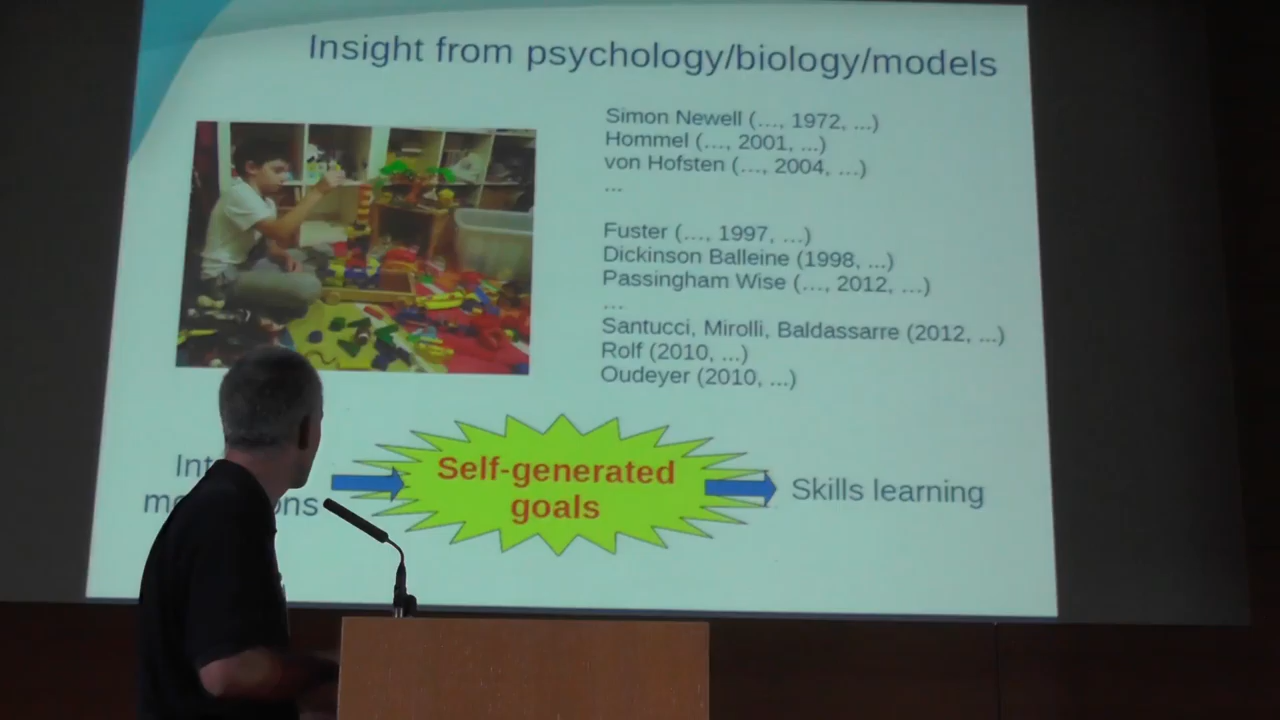 Insight from psychology/biology/models
Simon Newell (…, 1972, ...)
Hommel (…, 2001, ...)
von Hofsten (…, 2004, …)
...
Fuster (…, 1997, …)
Dickinson Balleine (1998, ...)
Passingham Wise (…, 2012, …)
...
Santucci, Mirolli, Baldassarre (2012, ...)
Rolf (2010, ...)
Oudeyer (2010, ...)
Self-generated
goals
Skills learning